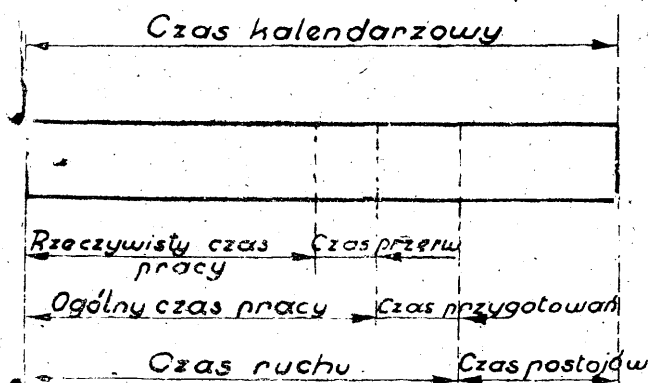 Czas kalendarzowy
Rzeczywisty czas pracy
Czas przerw
Ogólny czas pracy
Czas przygotowań
Czas ruchu
Czas postojów